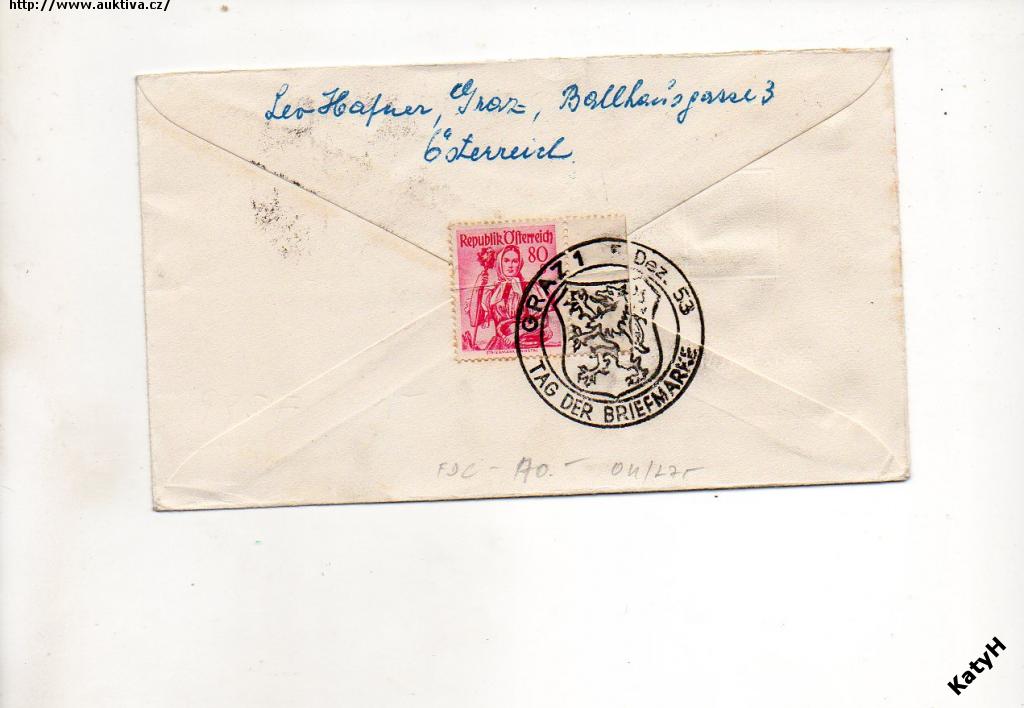 http://www.auktiva.cz/
Leo Hafner, Graz, Ballhausgasse 3
Österreich.
Republik Österreich
80
GRAZ 1
Dez. 53
TAG DER BRIEFMARKE
FDC -
KatyH